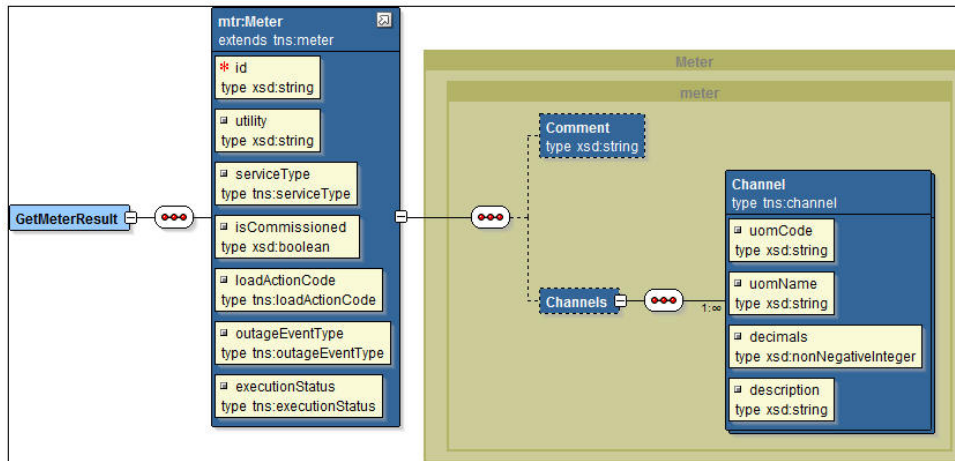 GetMeterResult
mtr:Meter
extends tns:meter
* id
type xsd:string
utility
type xsd:string
serviceType
type tns:serviceType
isCommissioned
type xsd:boolean
loadActionCode
type tns:loadActionCode
outageEventType
type tns:outageEventType
executionStatus
type tns:executionStatus
Meter
meter
Comment
type xsd:string
Channels
1:∞
Channel
type tns:channel
uomCode
type xsd:string
uomName
type xsd:string
decimals
type xsd:nonNegativeInteger
description
type xsd:string